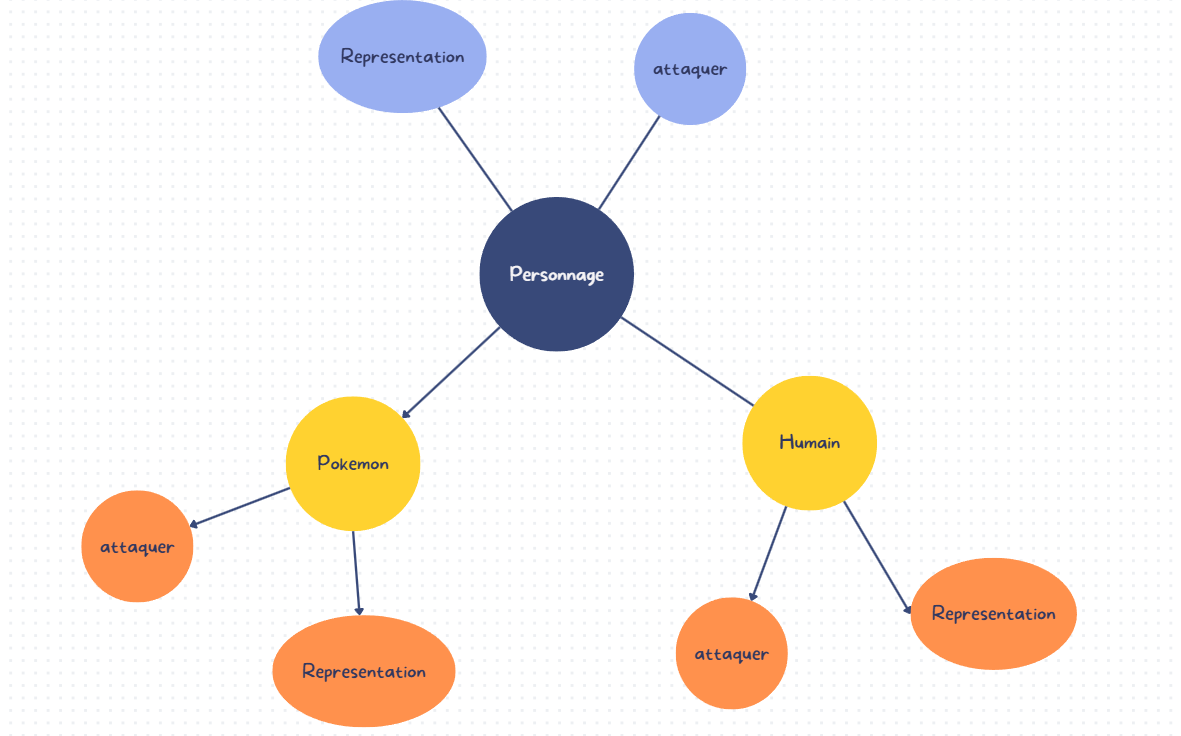 Representation
attaquer
Personnage
Pokemon
Humain
attaquer
Representation
attaquer
Representation